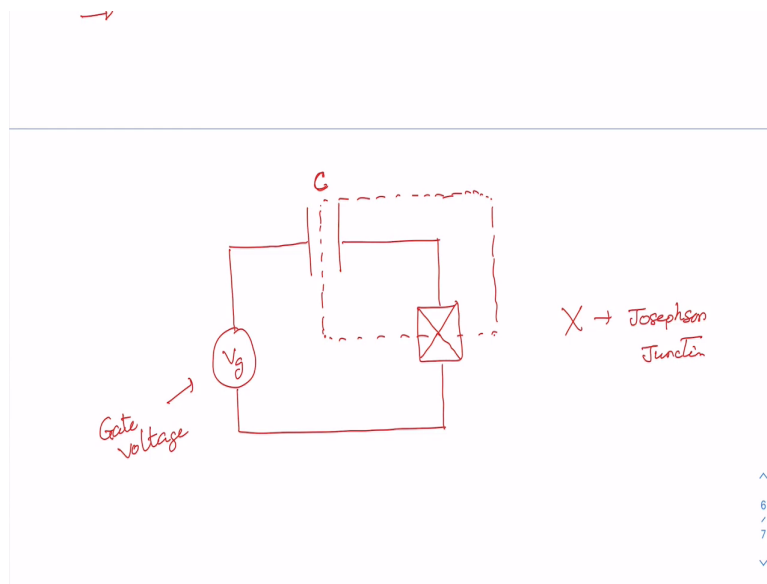 C
Vg
X → Josephson
Junctin
Gate
voltage
6
/
7